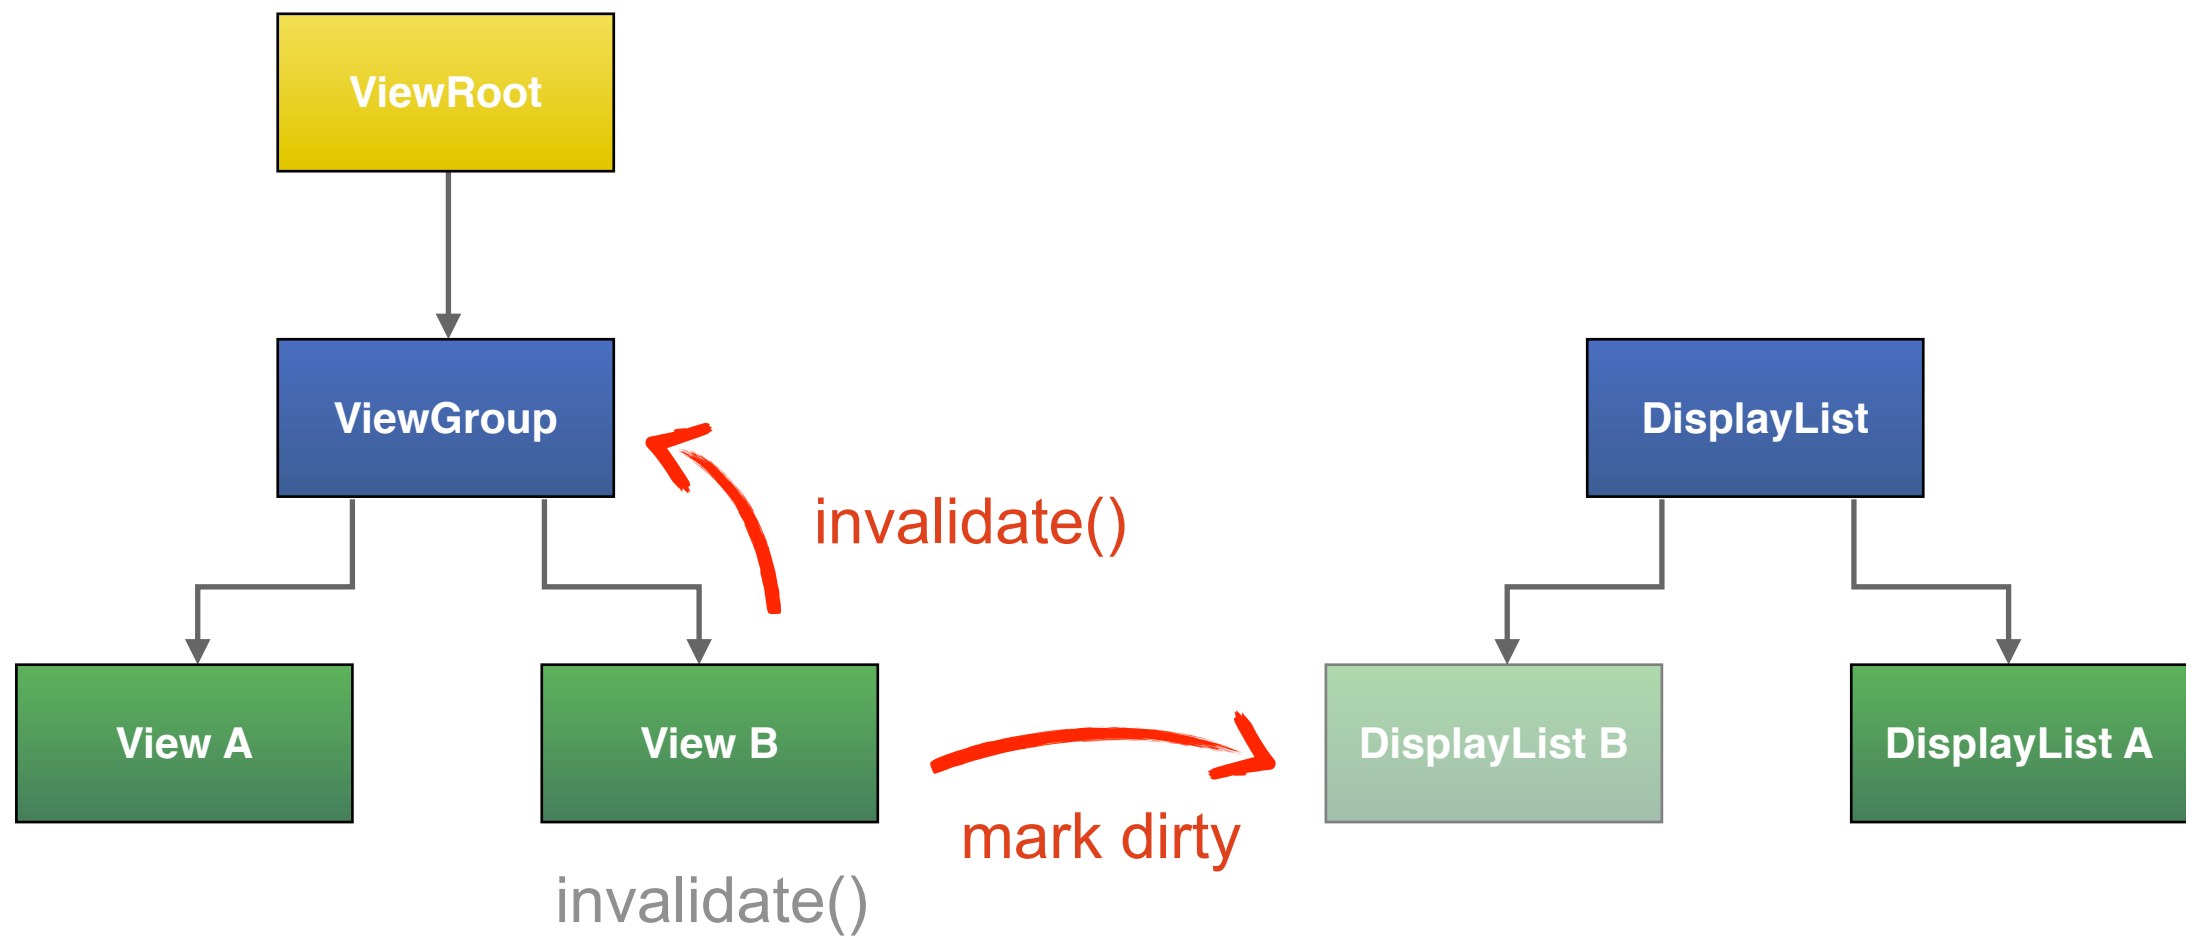 ViewRoot
ViewGroup
DisplayList
invalidate()
View A
View B
DisplayList B
DisplayList A
mark dirty
invalidate()